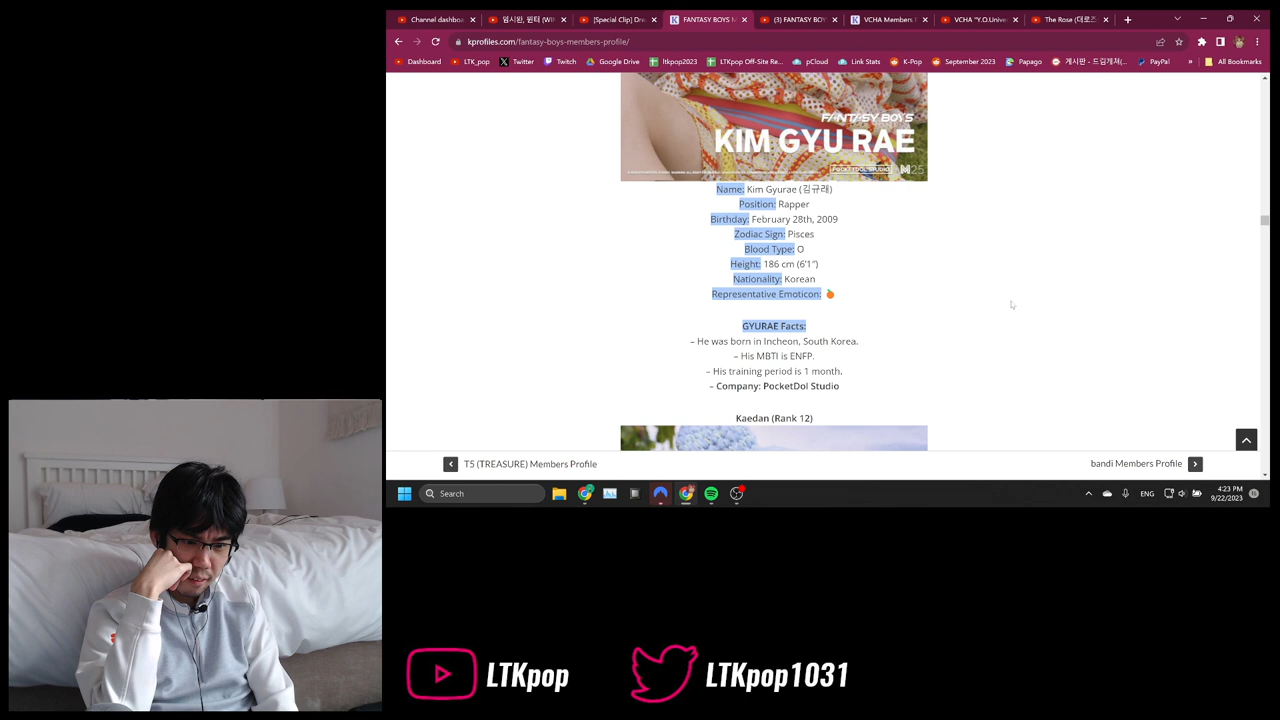 Channel dashboa
임시완, 원터 (WI
[Special Clip] Dre
FANTASY BOYS M
(3) FANTASY BO
VCHA Members
VCHA "Y.O.Unive
The Rose (더로즈
kprofiles.com/fantasy-boys-members-profile/
Dashboard
LTK_pop
Twitter
Twitch
Google Drive
ltkpop2023
LTKpop Off-Site Re...
pCloud
Link Stats
K-Pop
September 2023
Papago
게시판 - 드림캐쳐(...
PayPal
»
All Bookmarks
FANTASY BOYS
KIM GYU RAE
POCKETDOL STUDIO M25
Name: Kim Gyurae (김규래)
Position: Rapper
Birthday: February 28th, 2009
Zodiac Sign: Pisces
Blood Type: O
Height: 186 cm (6'1")
Nationality: Korean
Representative Emoticon: 🍊
GYURAE Facts:
– He was born in Incheon, South Korea.
– His MBTI is ENFP.
– His training period is 1 month.
– Company: PocketDol Studio
Kaedan (Rank 12)
T5 (TREASURE) Members Profile
bandi Members Profile
Search
ENG
4:23 PM
9/22/2023
LTKpop
LTKpop1031